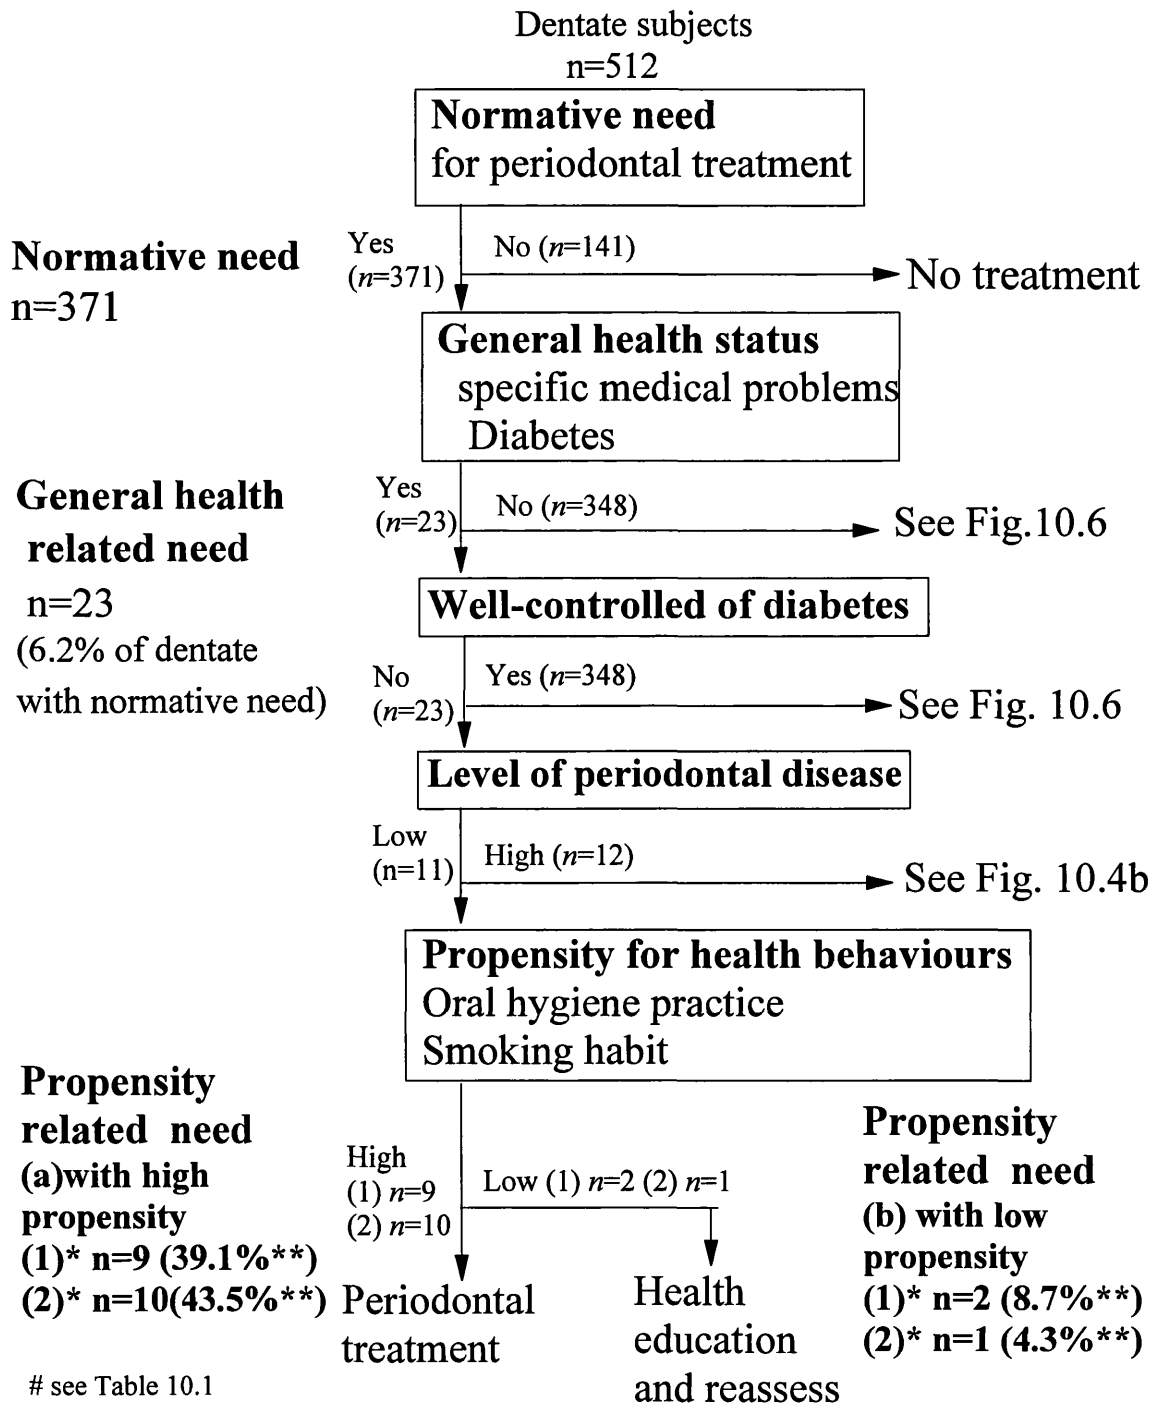 Dentate subjects
n=512
Normative need
for periodontal treatment
Yes
(n=371)
No (n=141)
No treatment
Normative need
n=371
General health status
specific medical problems
Diabetes
Yes
(n=23)
No (n=348)
See Fig.10.6
General health
related need
n=23
(6.2% of dentate
with normative need)
Well-controlled of diabetes
No
(n=23)
Yes (n=348)
See Fig. 10.6
Level of periodontal disease
Low
(n=11)
High (n=12)
See Fig. 10.4b
Propensity for health behaviours
Oral hygiene practice
Smoking habit
Propensity
related need
(a)with high
propensity
(1)* n=9 (39.1%**)
(2)* n=10(43.5%**)
High
(1) n=9
(2) n=10
Low (1) n=2 (2) n=1
Propensity
related need
(b) with low
propensity
(1)* n=2 (8.7%**)
(2)* n=1 (4.3%**)
Periodontal
treatment
Health
education
and reassess
# see Table 10.1